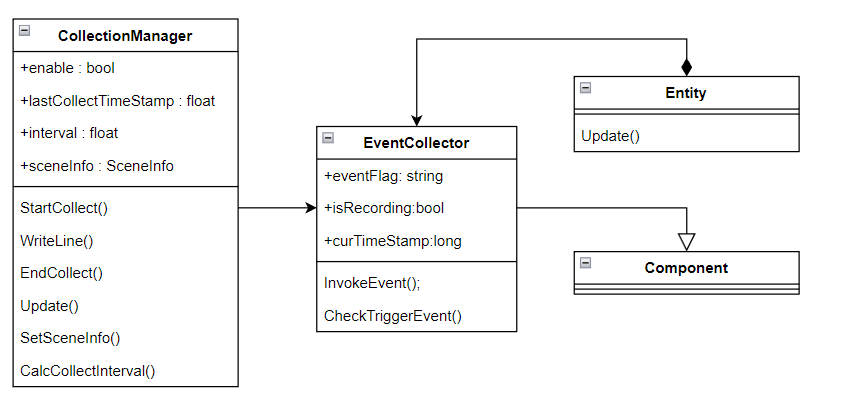 CollectionManager
+enable : bool
+lastCollectTimeStamp : float
+interval : float
+sceneInfo : SceneInfo
StartCollect()
WriteLine()
EndCollect()
Update()
SetSceneInfo()
CalcCollectInterval()
EventCollector
+eventFlag: string
+isRecording:bool
+curTimeStamp:long
InvokeEvent();
CheckTriggerEvent()
Entity
Update()
Component